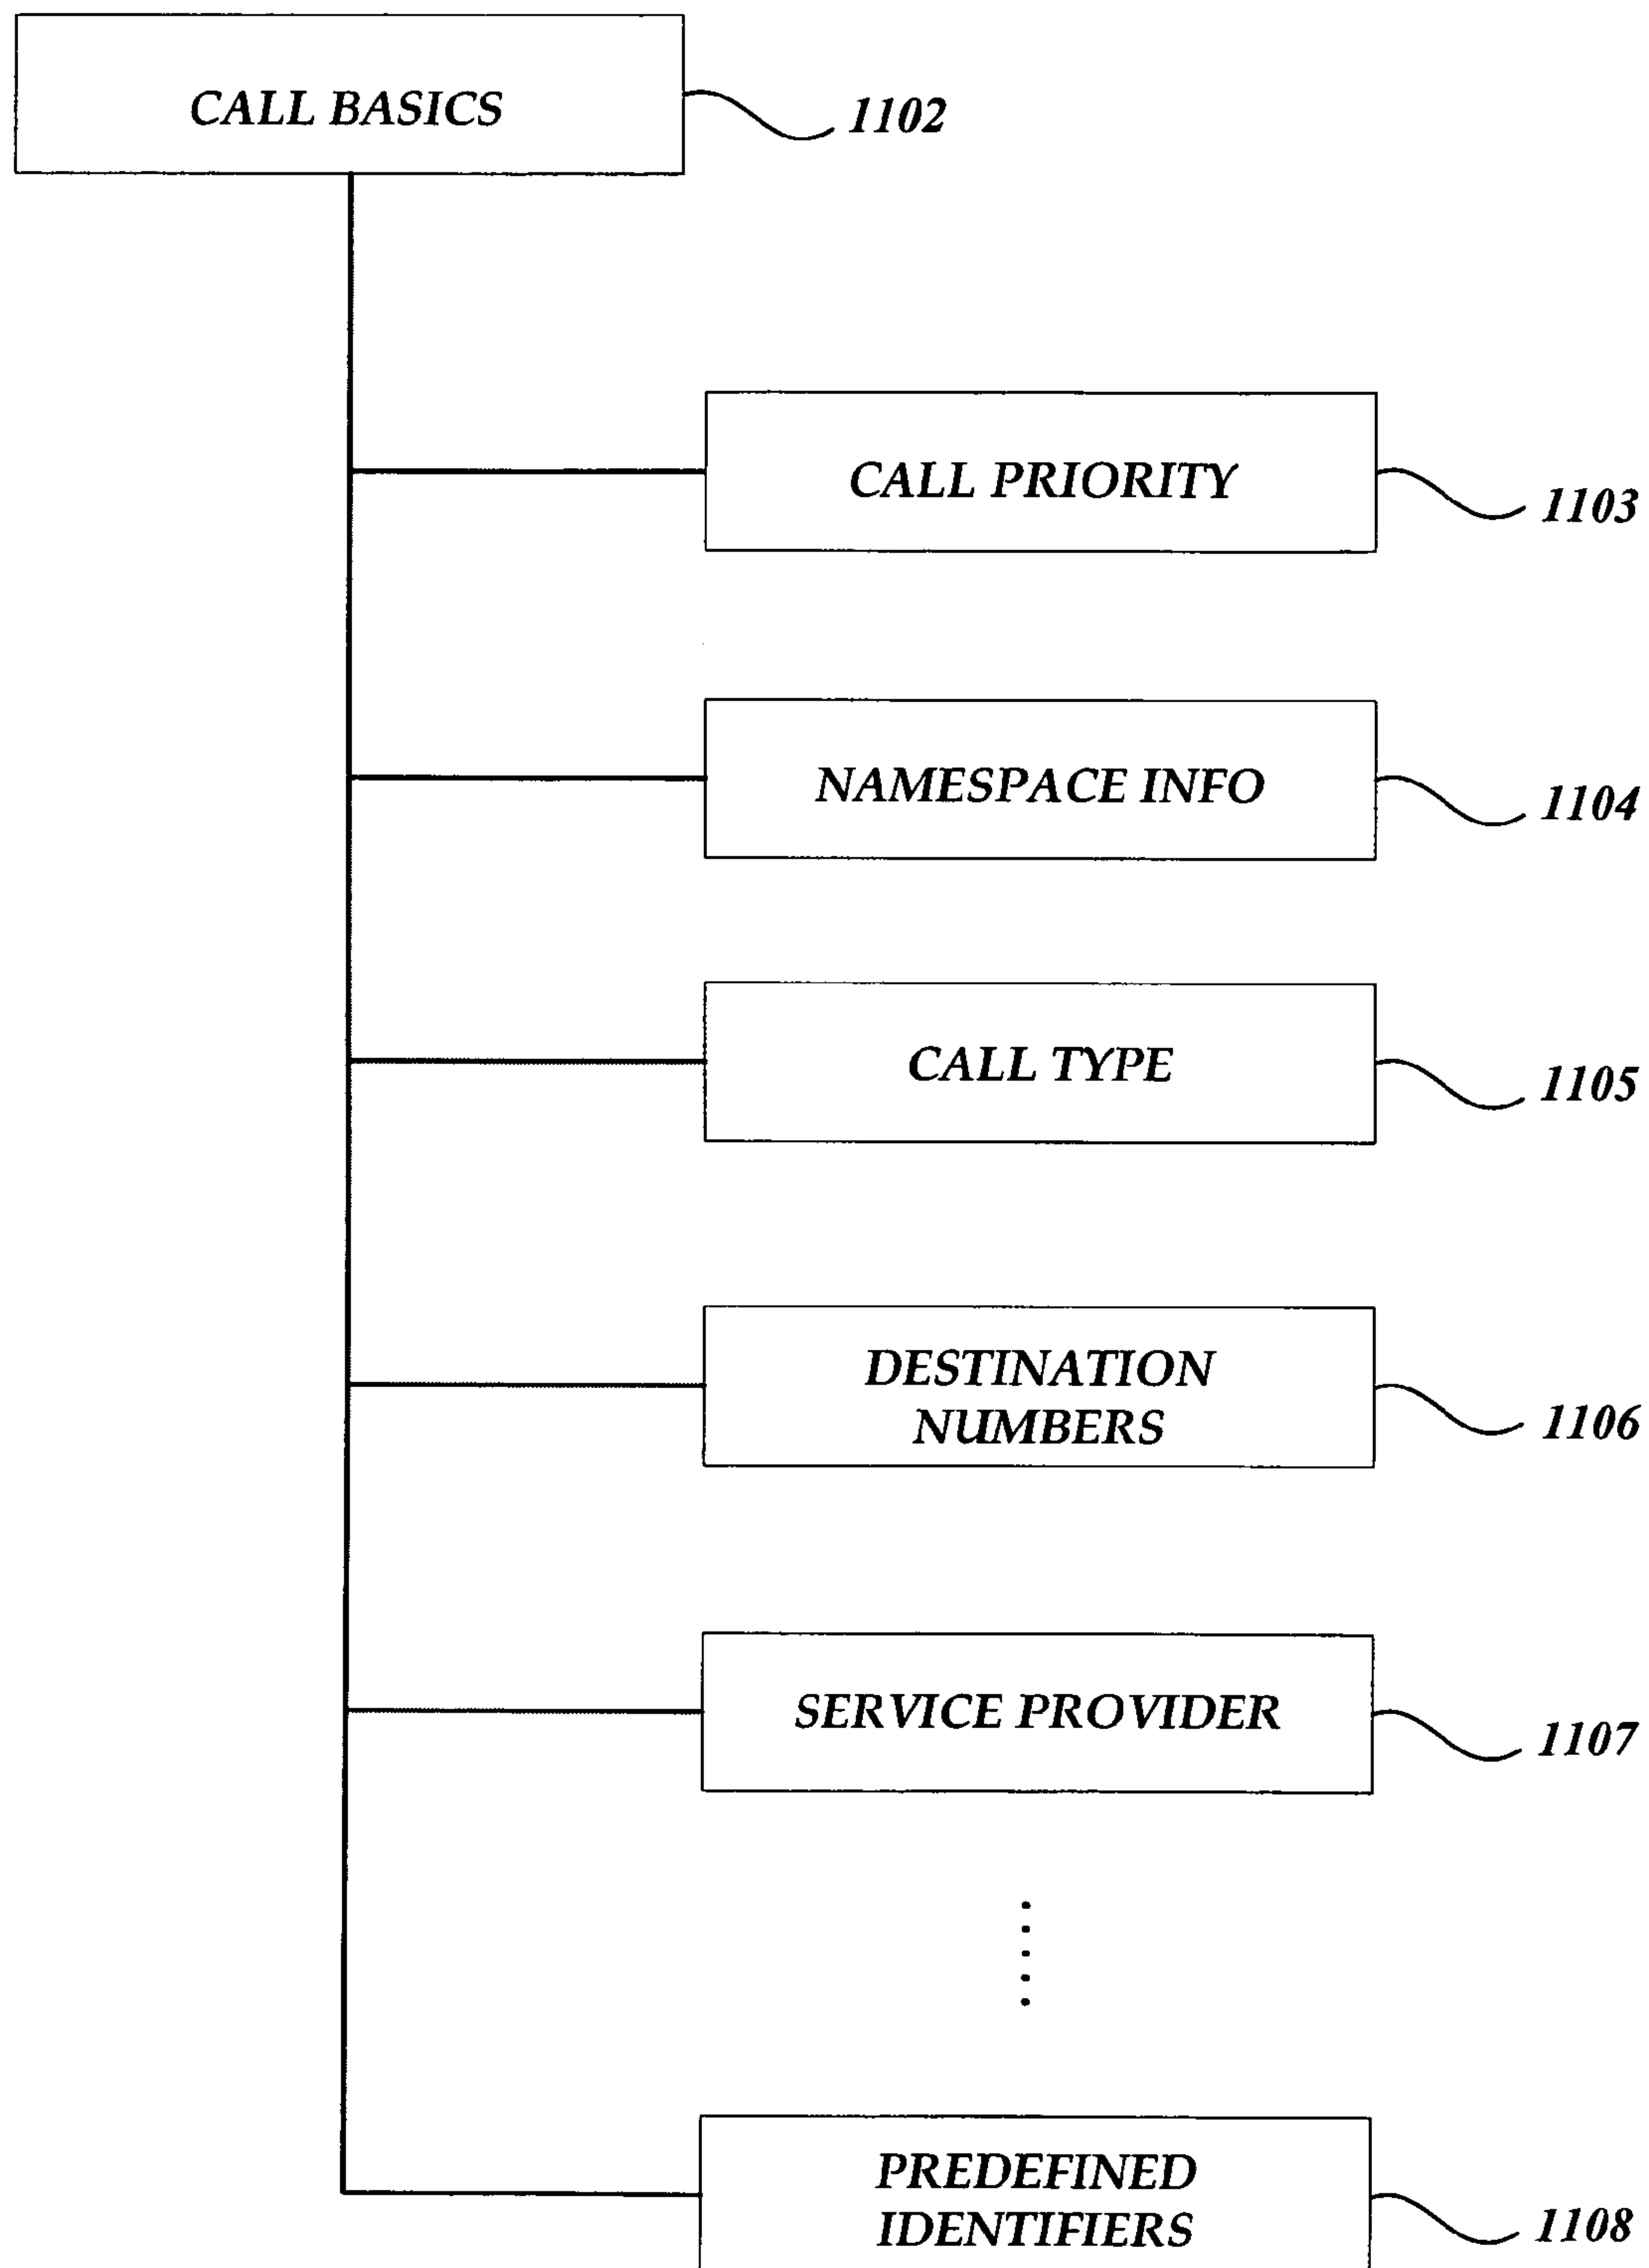 CALL BASICS
1102
CALL PRIORITY
1103
NAMESPACE INFO
1104
CALL TYPE
1105
DESTINATION
NUMBERS
1106
SERVICE PROVIDER
1107
PREDEFINED
IDENTIFIERS
1108